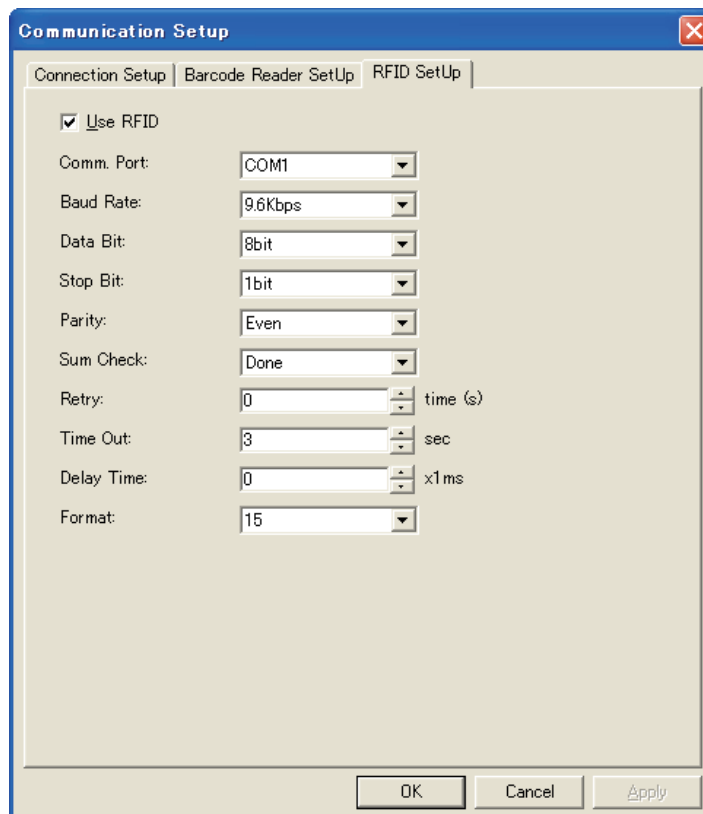 Communication Setup
Connection Setup Barcode Reader SetUp RFID SetUp
Use RFID
Comm. Port: COM1
Baud Rate: 9.6Kbps
Data Bit: 8bit
Stop Bit: 1bit
Parity: Even
Sum Check: Done
Retry: 0 time (s)
Time Out: 3 sec
Delay Time: 0 x1ms
Format: 15
OK Cancel Apply